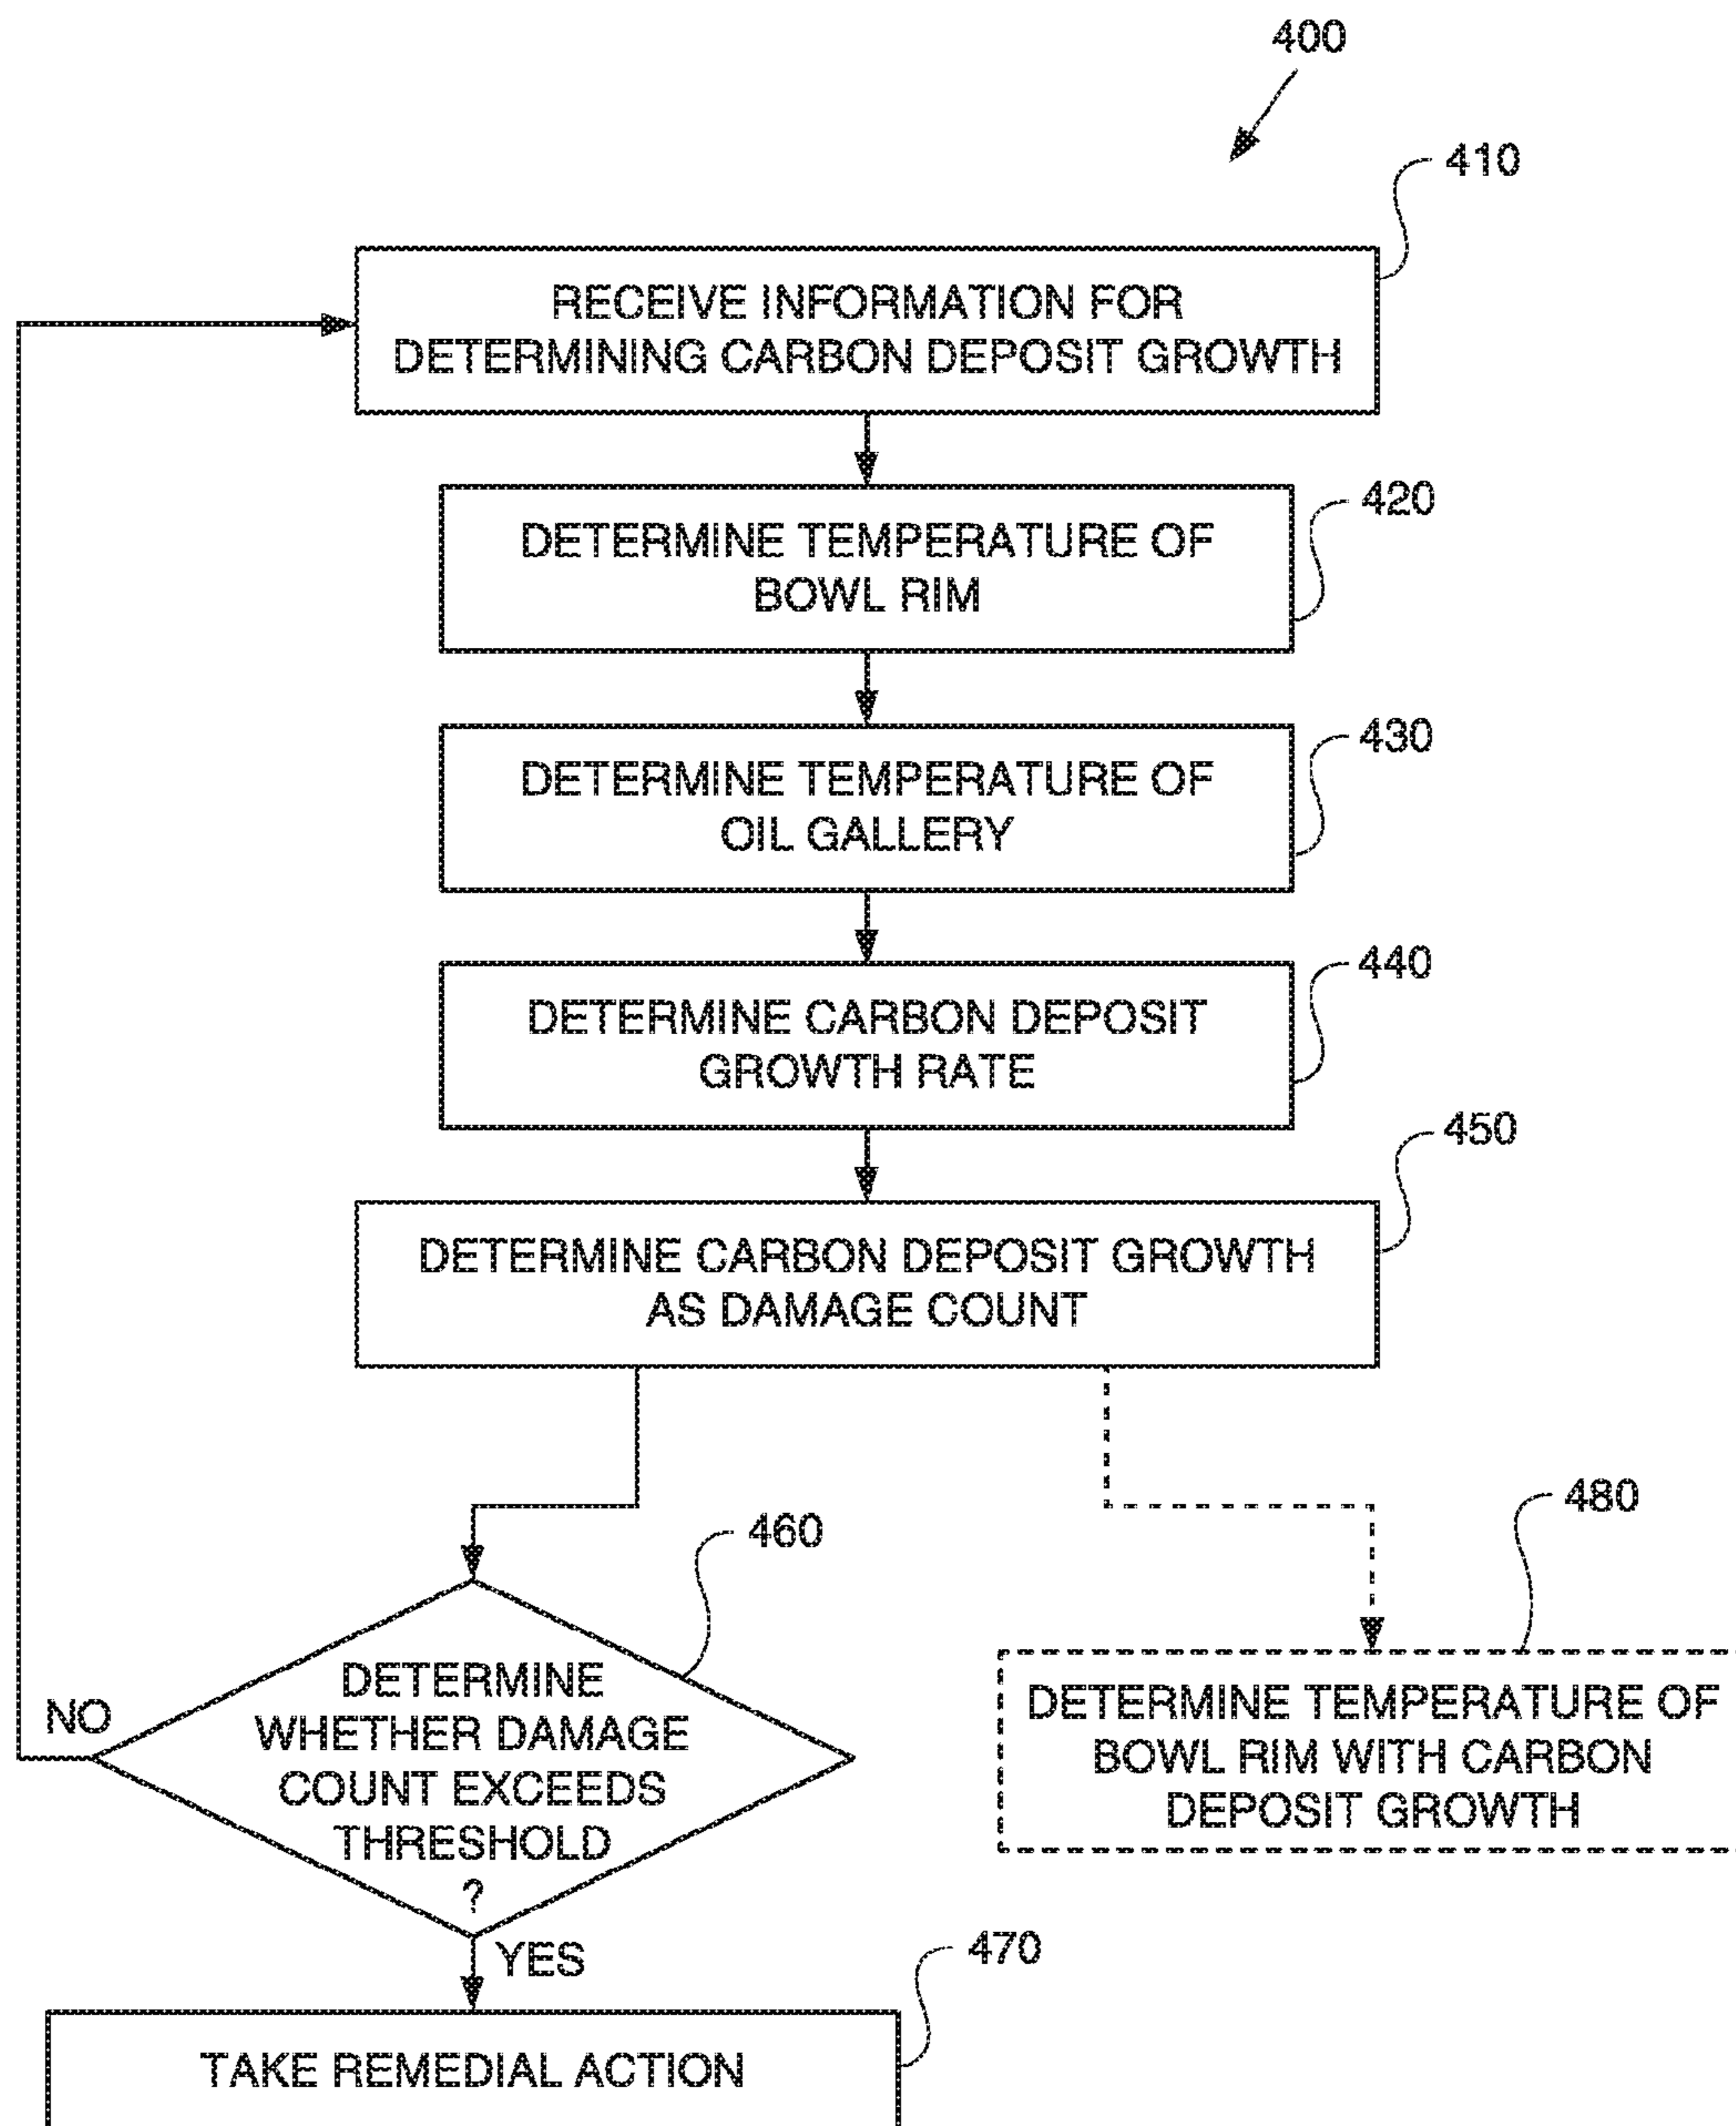 400
410
RECEIVE INFORMATION FOR
DETERMINING CARBON DEPOSIT GROWTH
420
DETERMINE TEMPERATURE OF
BOWL RIM
430
DETERMINE TEMPERATURE OF
OIL GALLERY
440
DETERMINE CARBON DEPOSIT
GROWTH RATE
450
DETERMINE CARBON DEPOSIT GROWTH
AS DAMAGE COUNT
460
DETERMINE
WHETHER DAMAGE
COUNT EXCEEDS
THRESHOLD
?
NO
YES
480
DETERMINE TEMPERATURE OF
BOWL RIM WITH CARBON
DEPOSIT GROWTH
470
TAKE REMEDIAL ACTION